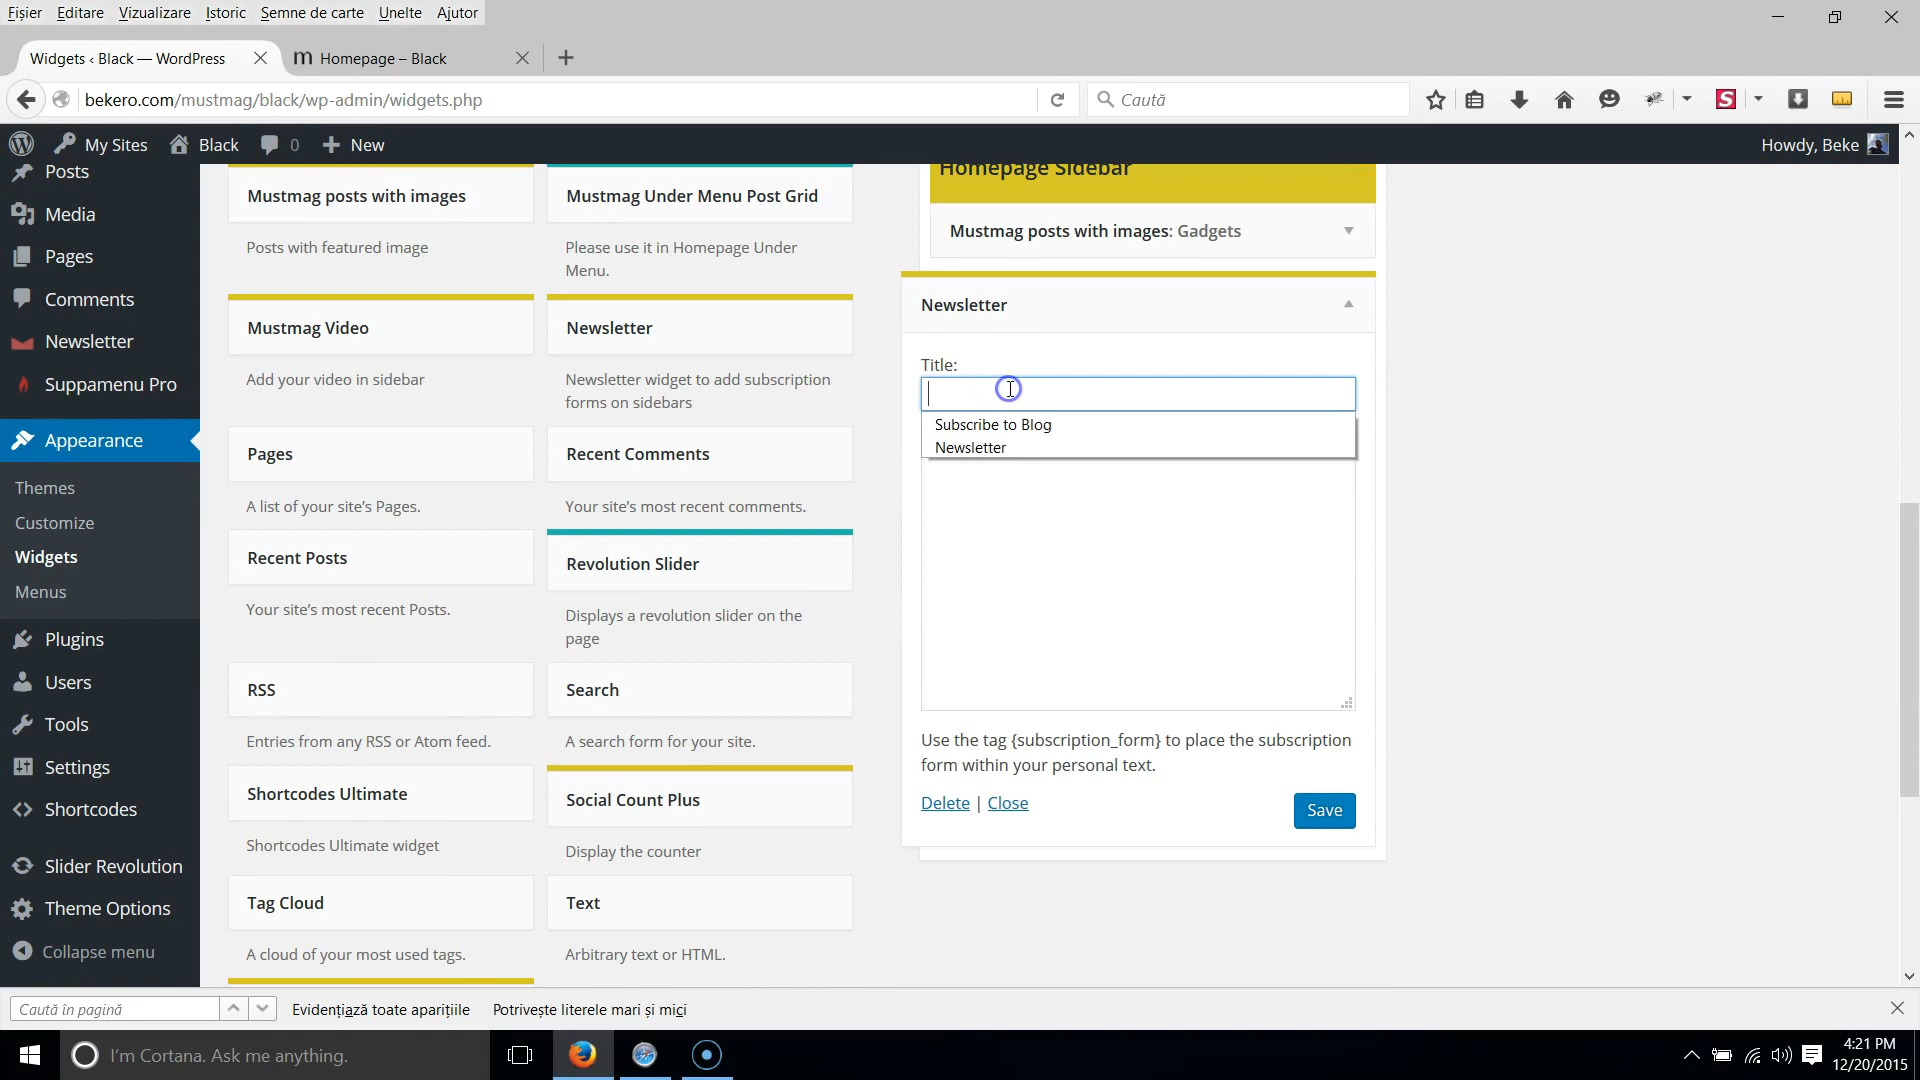 Fișier Editare Vizualizare Istoric Semne de carte Unelte Ajutor
Widgets ‹ Black — WordPress
Homepage – Black
bekero.com/mustmag/black/wp-admin/widgets.php
Caută
My Sites
Black
0
New
Howdy, Beke
Posts
Media
Pages
Comments
Newsletter
Suppamenu Pro
Appearance
Themes
Customize
Widgets
Menus
Plugins
Users
Tools
Settings
Shortcodes
Slider Revolution
Theme Options
Collapse menu
Mustmag posts with images
Posts with featured image
Mustmag Under Menu Post Grid
Please use it in Homepage Under
Menu.
Mustmag Video
Add your video in sidebar
Newsletter
Newsletter widget to add subscription
forms on sidebars
Pages
A list of your site's Pages.
Recent Comments
Your site's most recent comments.
Recent Posts
Your site's most recent Posts.
Revolution Slider
Displays a revolution slider on the
page
RSS
Entries from any RSS or Atom feed.
Search
A search form for your site.
Shortcodes Ultimate
Shortcodes Ultimate widget
Social Count Plus
Display the counter
Tag Cloud
A cloud of your most used tags.
Text
Arbitrary text or HTML.
Homepage Sidebar
Mustmag posts with images: Gadgets
Newsletter
Title:
Subscribe to Blog
Newsletter
Use the tag {subscription_form} to place the subscription
form within your personal text.
Delete | Close
Save
Caută în pagină
Evidențiază toate aparițiile
Potrivește literele mari și mici
I'm Cortana. Ask me anything.
4:21 PM
12/20/2015